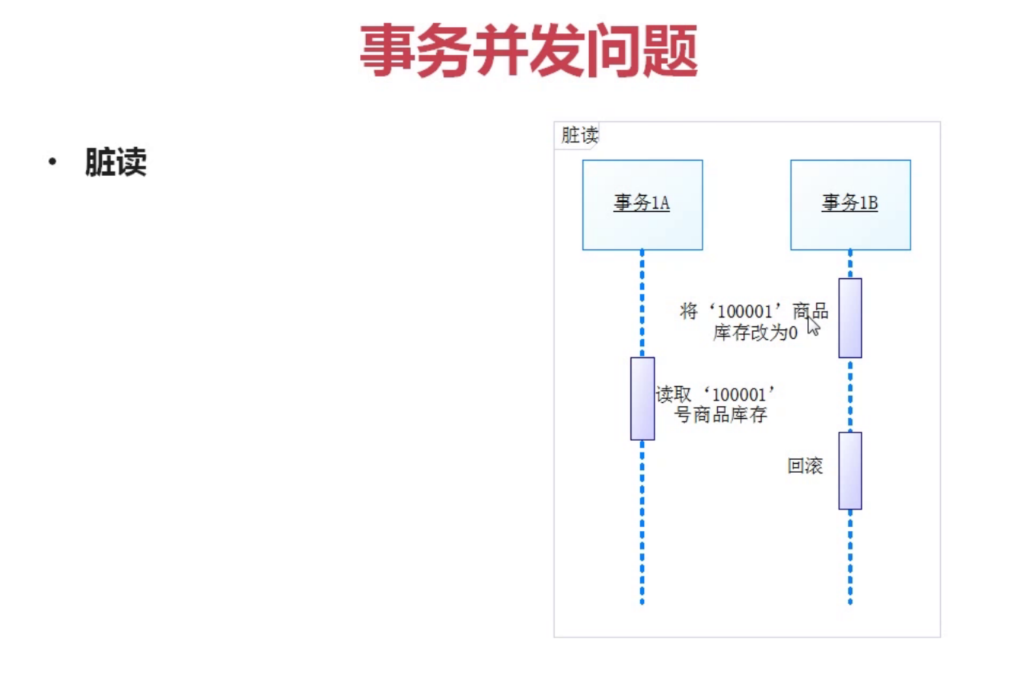 事务并发问题
• 脏读
脏读
事务1A
事务1B
将‘100001’商品
库存改为0
读取‘100001’
号商品库存
回滚